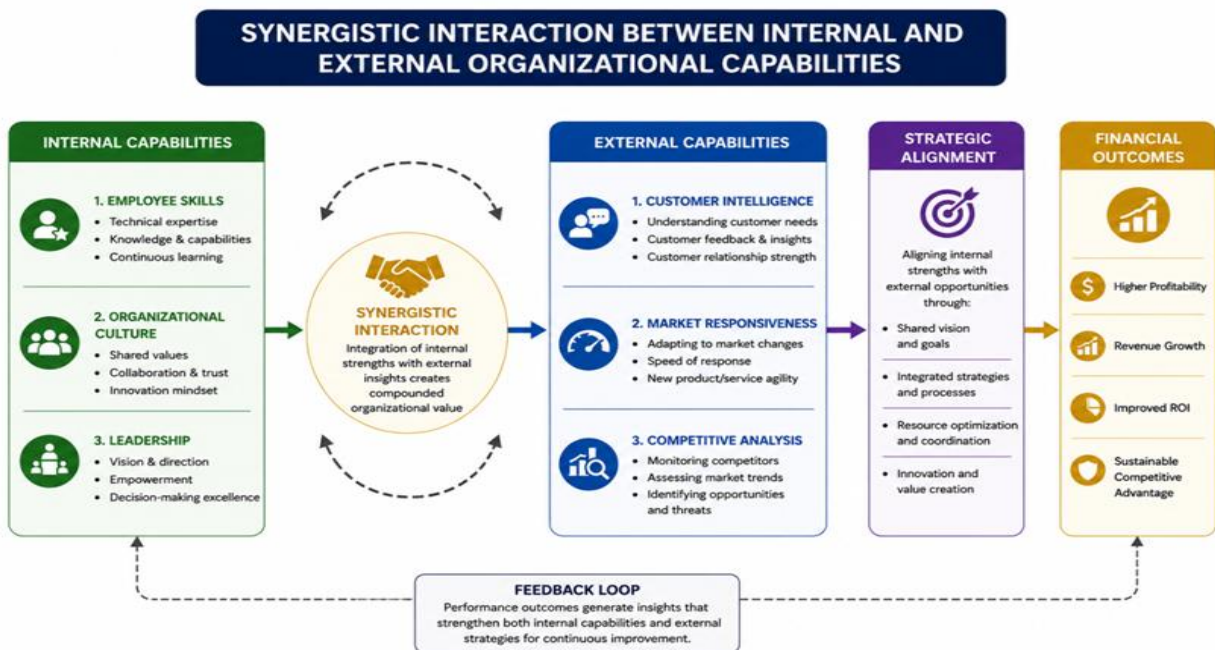 SYNERGISTIC INTERACTION BETWEEN INTERNAL AND
EXTERNAL ORGANIZATIONAL CAPABILITIES
INTERNAL CAPABILITIES
1. EMPLOYEE SKILLS
• Technical expertise
• Knowledge & capabilities
• Continuous learning
2. ORGANIZATIONAL
CULTURE
• Shared values
• Collaboration & trust
• Innovation mindset
3. LEADERSHIP
• Vision & direction
• Empowerment
• Decision-making excellence
SYNERGISTIC
INTERACTION
Integration of internal
strengths with external
insights creates
compounded
organizational value
EXTERNAL CAPABILITIES
1. CUSTOMER INTELLIGENCE
• Understanding customer needs
• Customer feedback & insights
• Customer relationship strength
2. MARKET RESPONSIVENESS
• Adapting to market changes
• Speed of response
• New product/service agility
3. COMPETITIVE ANALYSIS
• Monitoring competitors
• Assessing market trends
• Identifying opportunities
and threats
STRATEGIC
ALIGNMENT
Aligning internal
strengths with
external opportunities
through:
• Shared vision
and goals
• Integrated strategies
and processes
• Resource optimization
and coordination
• Innovation and
value creation
FINANCIAL
OUTCOMES
$
Higher Profitability
Revenue Growth
Improved ROI
Sustainable
Competitive
Advantage
FEEDBACK LOOP
Performance outcomes generate insights that
strengthen both internal capabilities and external
strategies for continuous improvement.